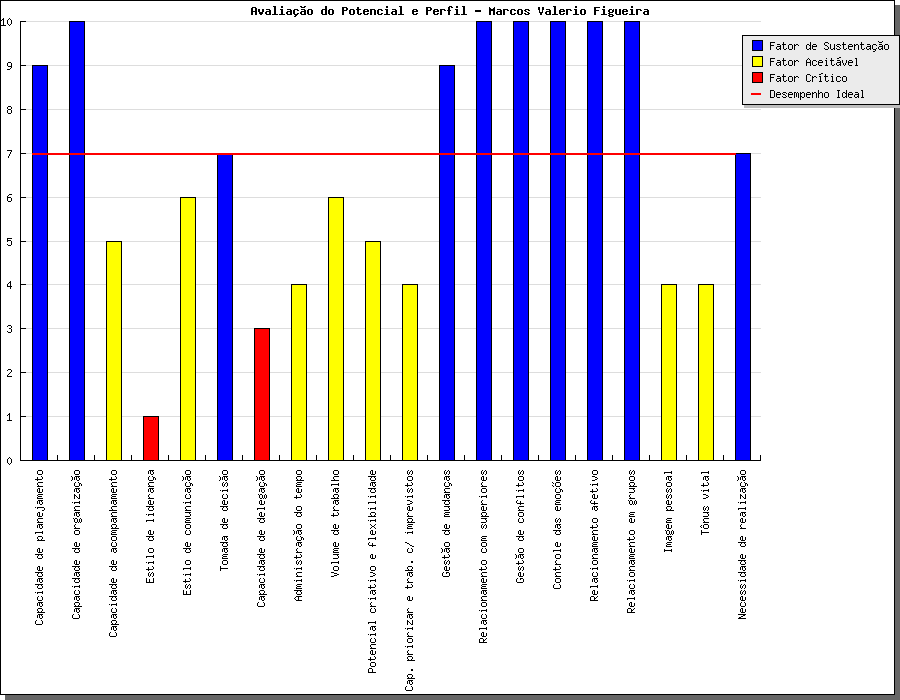 Avaliação do Potencial e Perfil - Marcos Valerio Figueira
10
9
8
7
6
5
4
3
2
1
0
Fator de Sustentação
Fator Aceitável
Fator Crítico
Desempenho Ideal
Capacidade de planejamento
Capacidade de organização
Capacidade de acompanhamento
Estilo de liderança
Estilo de comunicação
Tomada de decisão
Capacidade de delegação
Administração do tempo
Volume de trabalho
Potencial criativo e flexibilidade
Cap. priorizar e trab. c/ imprevistos
Gestão de mudanças
Relacionamento com superiores
Gestão de conflitos
Controle das emoções
Relacionamento afetivo
Relacionamento em grupos
Imagem pessoal
Tônus vital
Necessidade de realização